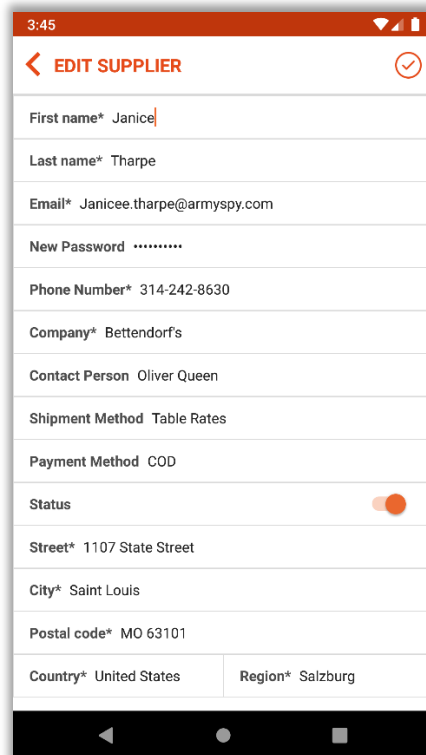 3:45
EDIT SUPPLIER
First name* Janice
Last name* Tharpe
Email* Janicee.tharpe@armyspy.com
New Password ••••••••••
Phone Number* 314-242-8630
Company* Bettendorf's
Contact Person Oliver Queen
Shipment Method Table Rates
Payment Method COD
Status
Street* 1107 State Street
City* Saint Louis
Postal code* MO 63101
Country* United States Region* Salzburg